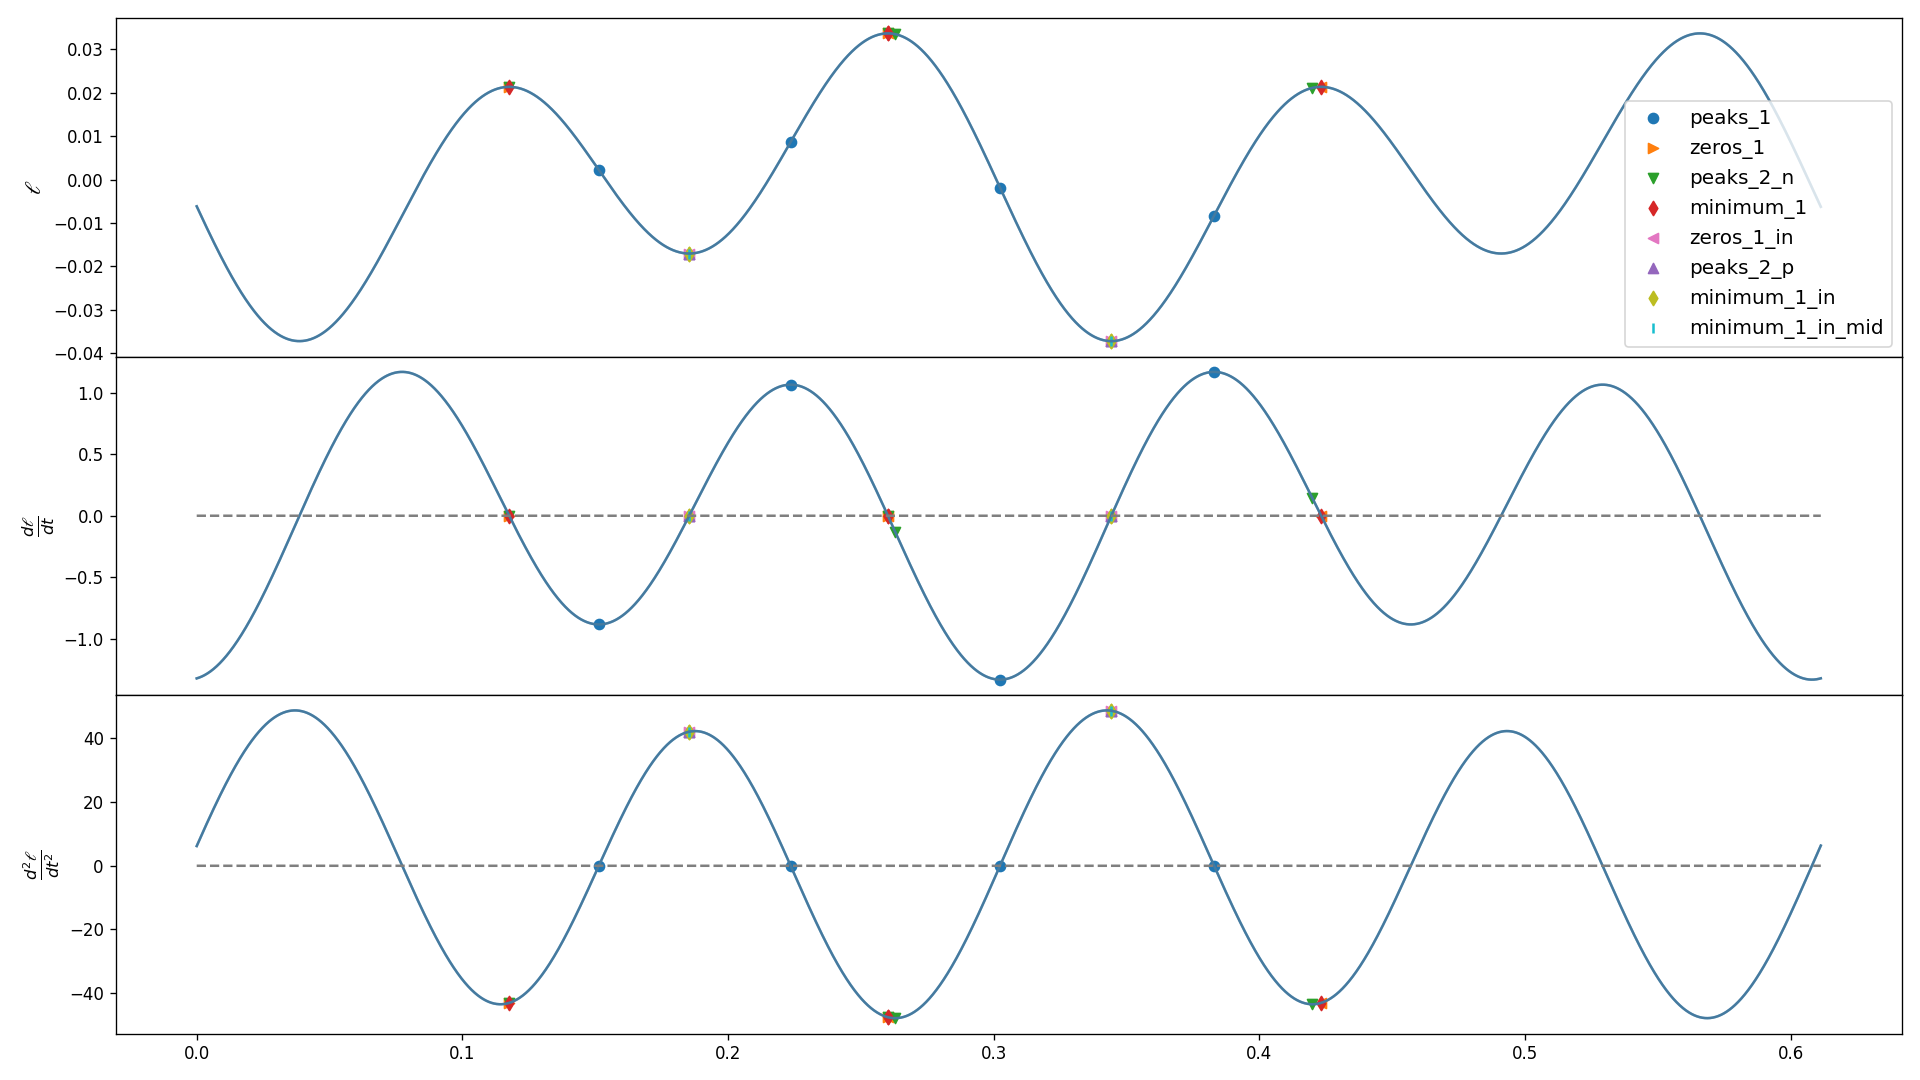 0.03
0.02
0.01
0.00
−0.01
−0.02
−0.03
−0.04
ℓ
peaks_1
zeros_1
peaks_2_n
minimum_1
zeros_1_in
peaks_2_p
minimum_1_in
minimum_1_in_mid
1.0
0.5
0.0
−0.5
−1.0
dℓ
dt
40
20
0
−20
−40
d²ℓ
dt²
0.0 0.1 0.2 0.3 0.4 0.5 0.6